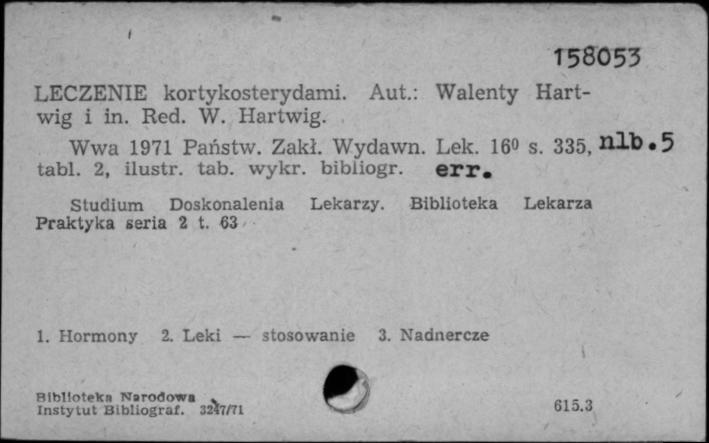 158053
LECZENIE kortykosterydami. Aut.: Walenty Hart-
wig i in. Red. W. Hartwig.
Wwa 1971 Państw. Zakł. Wydawn. Lek. 16⁰ s. 335, nlb.5
tabl. 2, ilustr. tab. wykr. bibliogr. err.
Studium Doskonalenia Lekarzy. Biblioteka Lekarza
Praktyka seria 2 t. 63
1. Hormony 2. Leki — stosowanie 3. Nadnercze
Biblioteka Narodowa
Instytut Bibliograf. 3247/71
615.3